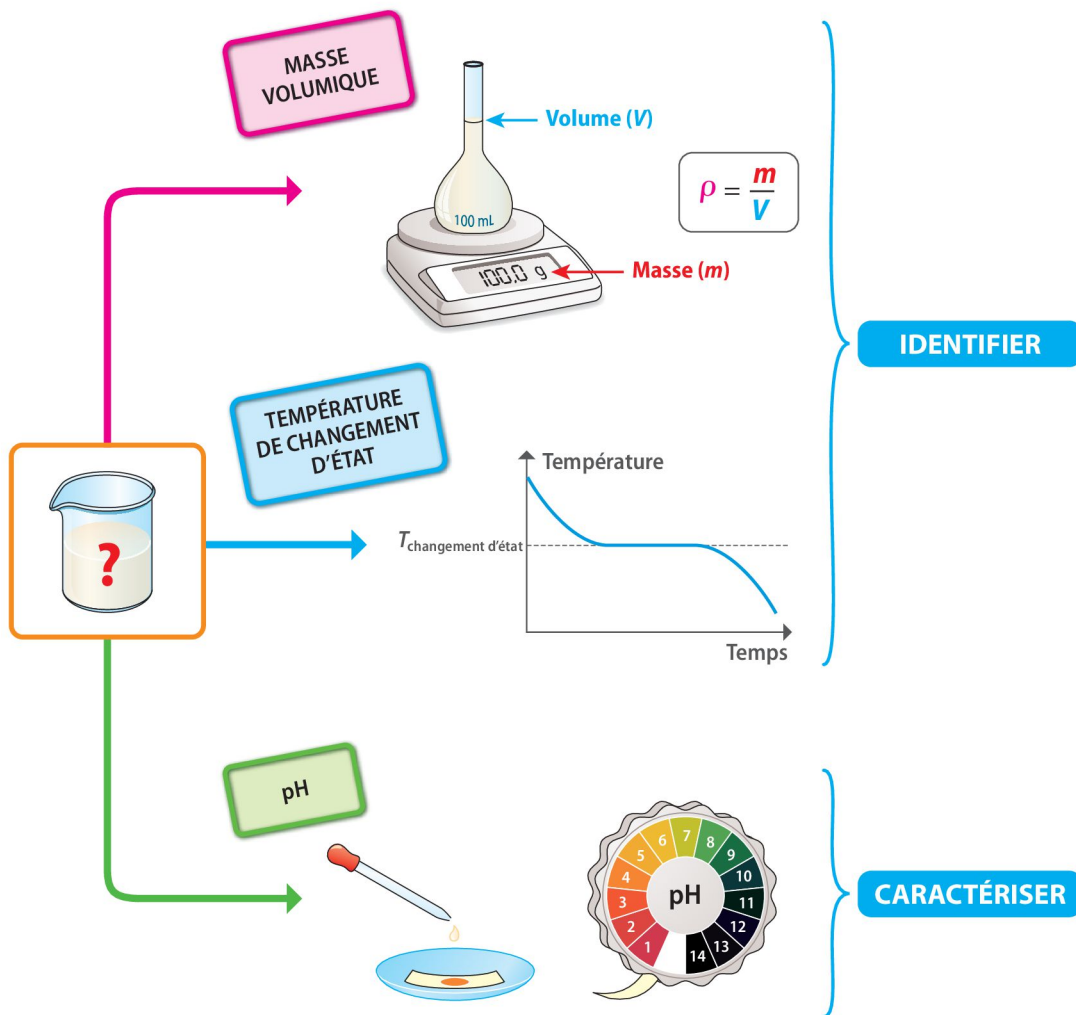 MASSE
VOLUMIQUE
Volume (V)
100 mL
100.0 g
Masse (m)
ρ = m
V
IDENTIFIER
TEMPÉRATURE
DE CHANGEMENT
D'ÉTAT
Température
T changement d'état
Temps
?
pH
1
2
3
4
5
6
7
8
9
10
11
12
13
14
pH
CARACTÉRISER